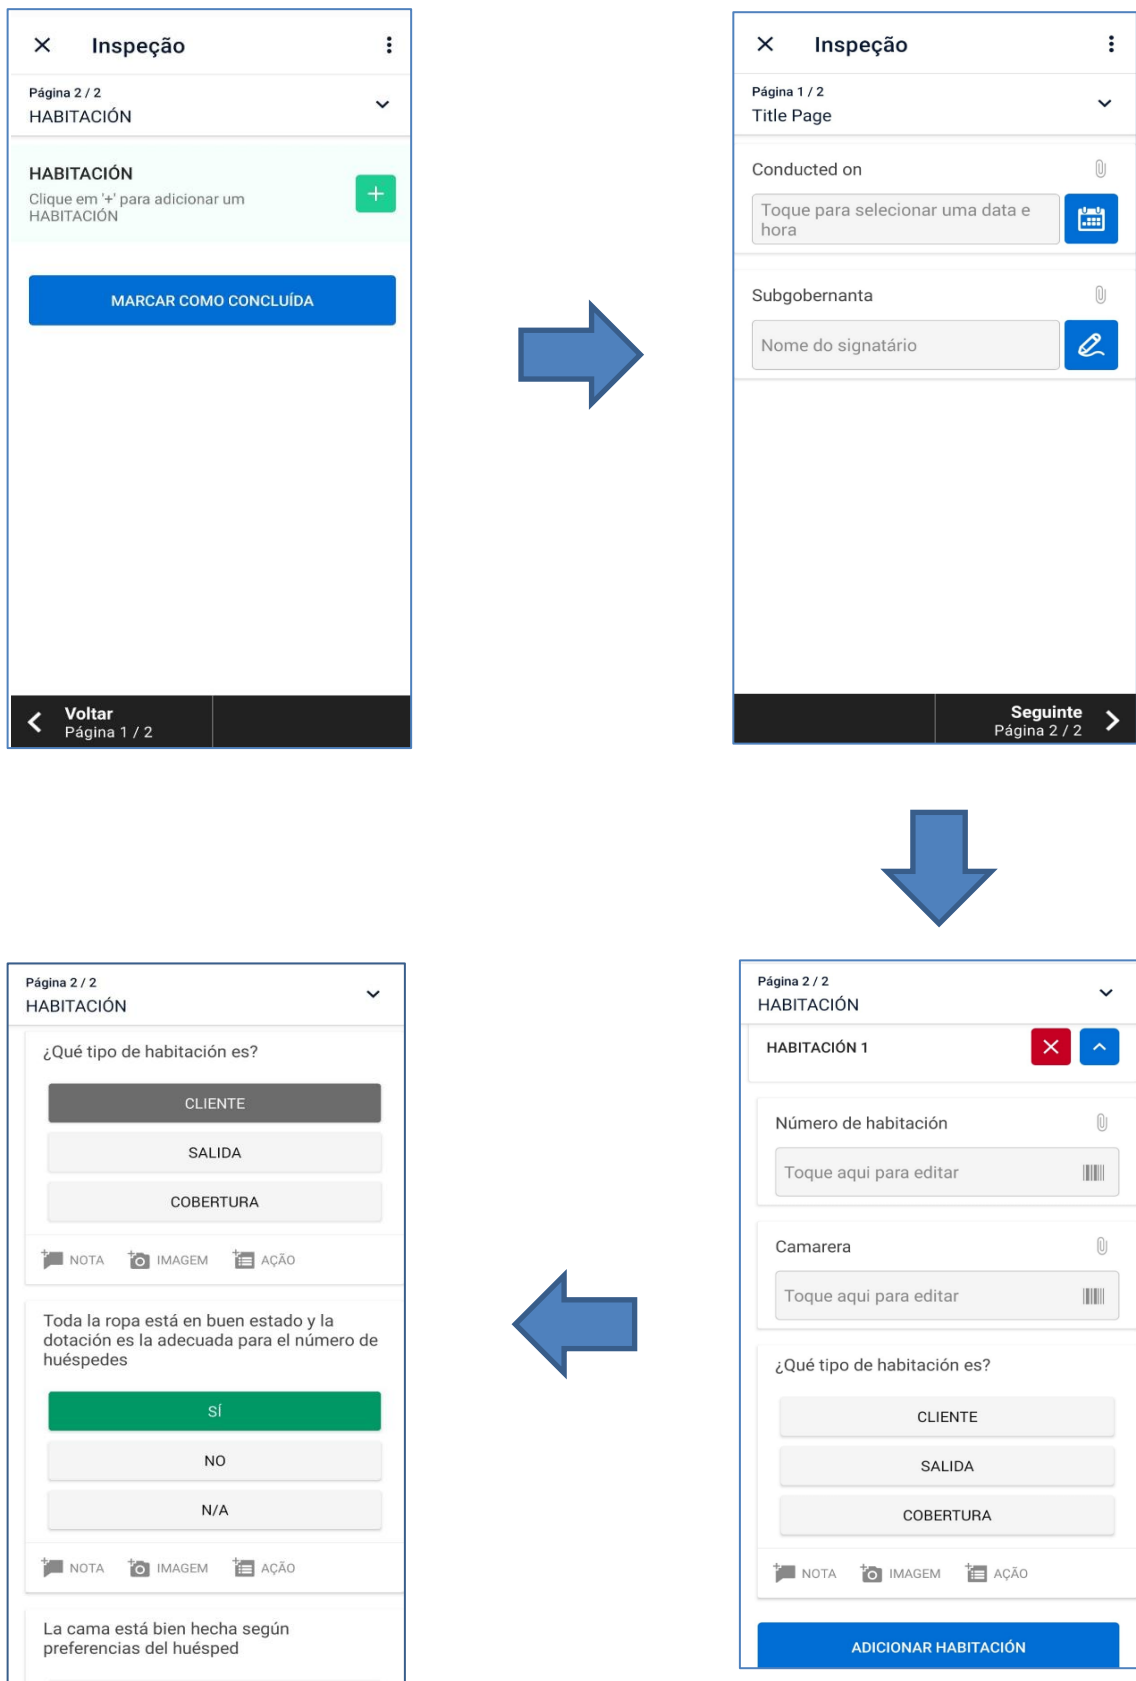 Inspeção
Página 2 / 2
HABITACIÓN
HABITACIÓN
Clique em '+' para adicionar um
HABITACIÓN
MARCAR COMO CONCLUÍDA
Voltar
Página 1 / 2
Inspeção
Página 1 / 2
Title Page
Conducted on
Toque para selecionar uma data e
hora
Subgobernanta
Nome do signatário
Seguinte
Página 2 / 2
Página 2 / 2
HABITACIÓN
HABITACIÓN 1
Número de habitación
Toque aqui para editar
Camarera
Toque aqui para editar
¿Qué tipo de habitación es?
CLIENTE
SALIDA
COBERTURA
NOTA IMAGEM AÇÃO
ADICIONAR HABITACIÓN
Página 2 / 2
HABITACIÓN
¿Qué tipo de habitación es?
CLIENTE
SALIDA
COBERTURA
NOTA IMAGEM AÇÃO
Toda la ropa está en buen estado y la
dotación es la adecuada para el número de
huéspedes
SÍ
NO
N/A
NOTA IMAGEM AÇÃO
La cama está bien hecha según
preferencias del huésped